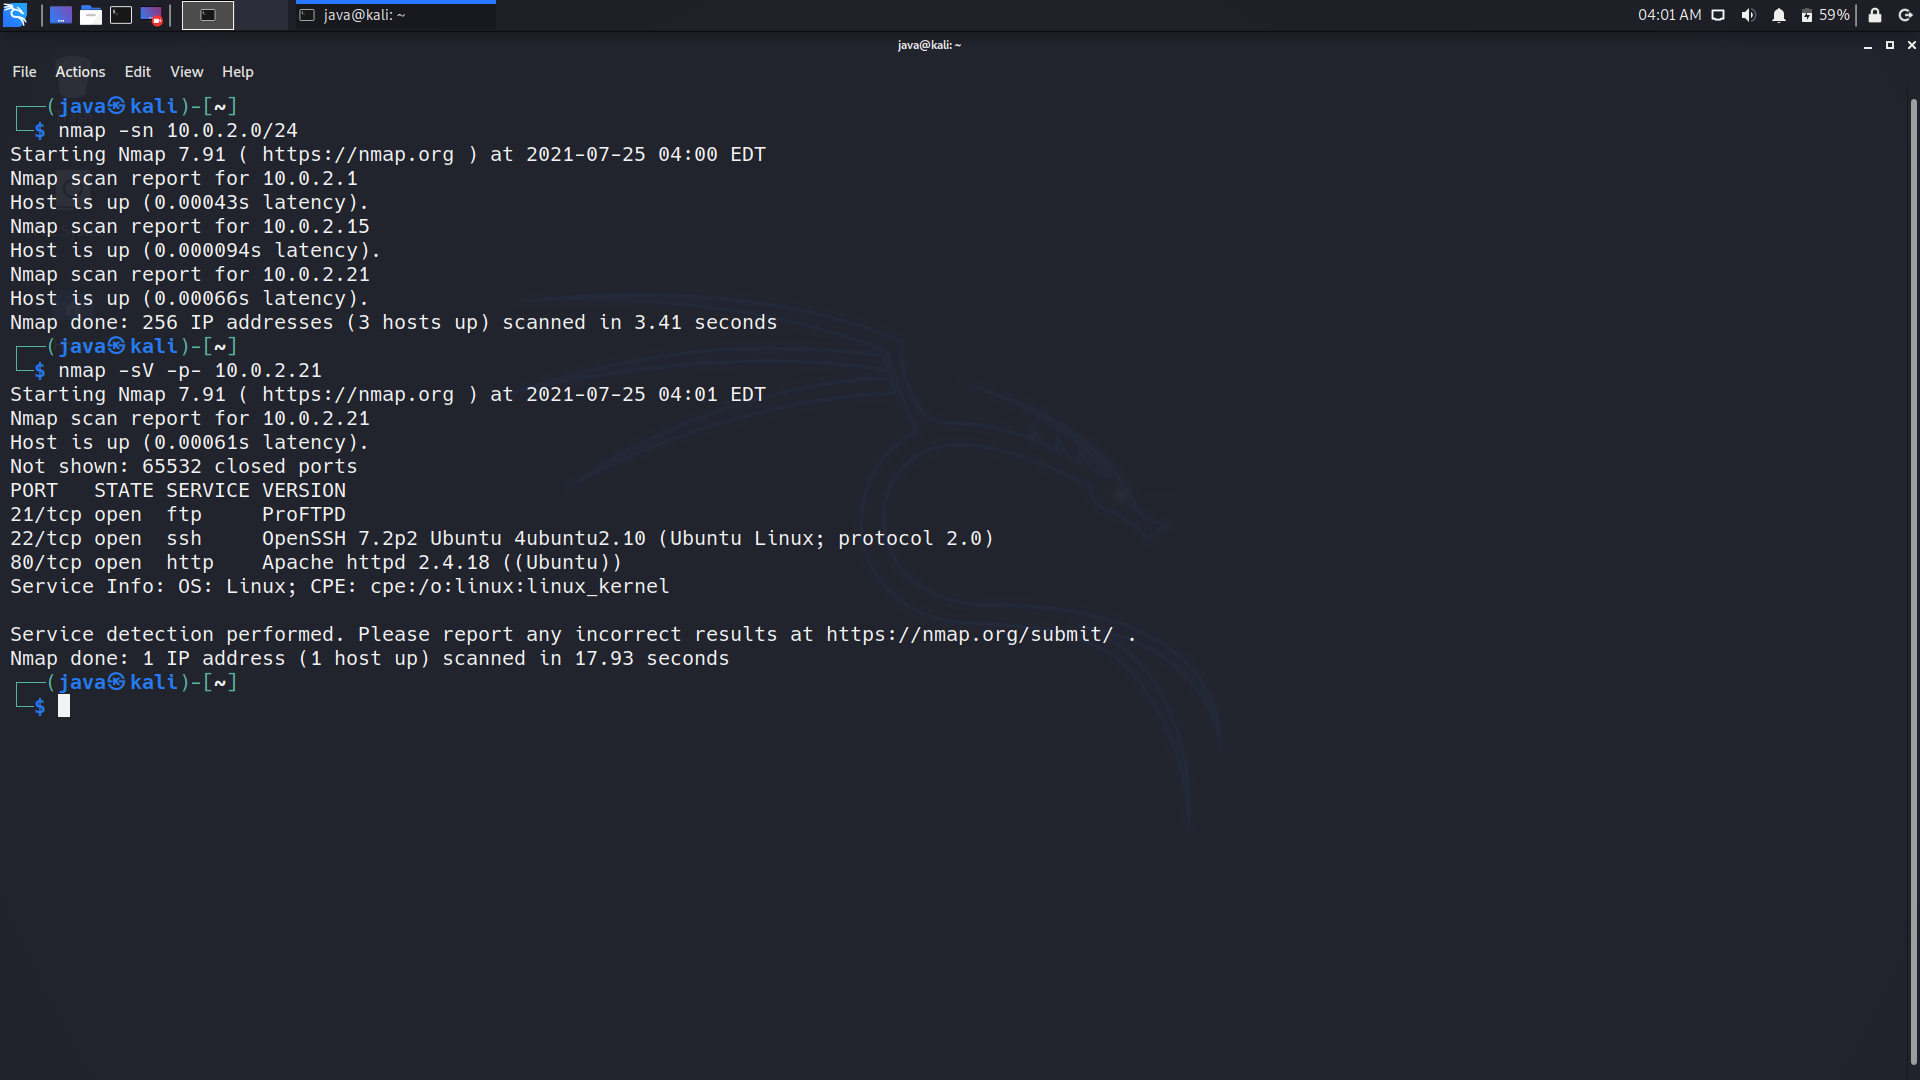 java@kali: ~
04:01 AM
59%
java@kali: ~
File Actions Edit View Help
┌──(java㉿kali)-[~]
└─$ nmap -sn 10.0.2.0/24
Starting Nmap 7.91 ( https://nmap.org ) at 2021-07-25 04:00 EDT
Nmap scan report for 10.0.2.1
Host is up (0.00043s latency).
Nmap scan report for 10.0.2.15
Host is up (0.000094s latency).
Nmap scan report for 10.0.2.21
Host is up (0.00066s latency).
Nmap done: 256 IP addresses (3 hosts up) scanned in 3.41 seconds
┌──(java㉿kali)-[~]
└─$ nmap -sV -p- 10.0.2.21
Starting Nmap 7.91 ( https://nmap.org ) at 2021-07-25 04:01 EDT
Nmap scan report for 10.0.2.21
Host is up (0.00061s latency).
Not shown: 65532 closed ports
PORT   STATE SERVICE VERSION
21/tcp open  ftp     ProFTPD
22/tcp open  ssh     OpenSSH 7.2p2 Ubuntu 4ubuntu2.10 (Ubuntu Linux; protocol 2.0)
80/tcp open  http    Apache httpd 2.4.18 ((Ubuntu))
Service Info: OS: Linux; CPE: cpe:/o:linux:linux_kernel
Service detection performed. Please report any incorrect results at https://nmap.org/submit/ .
Nmap done: 1 IP address (1 host up) scanned in 17.93 seconds
┌──(java㉿kali)-[~]
└─$